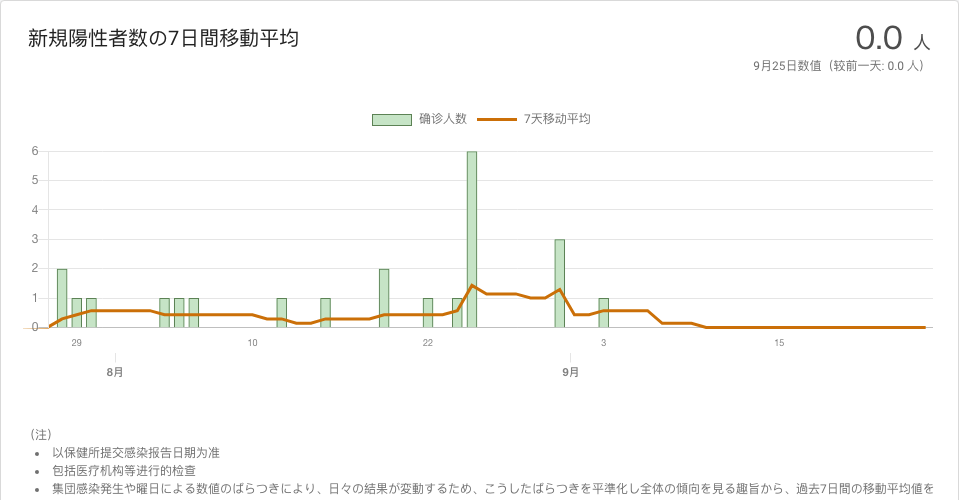 新規陽性者数の7日間移動平均
0.0 人
9月25日数值（较前一天: 0.0 人）
确诊人数 7天移动平均
6
5
4
3
2
1
0
29 10 22 3 15
8月 9月
（注）
以保健所提交感染报告日期为准
包括医疗机构等进行的检查
集団感染発生や曜日による数値のばらつきにより、日々の結果が変動するため、こうしたばらつきを平準化し全体の傾向を見る趣旨から、過去7日間の移動平均値を